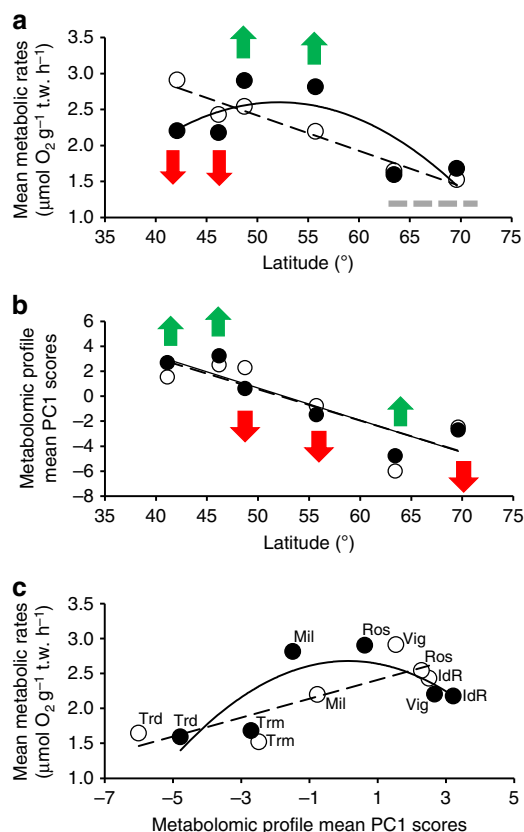 a
Mean metabolic rates
(μmol O2 g−1 t.w. h−1)
3.5
3.0
2.5
2.0
1.5
1.0
35 40 45 50 55 60 65 70 75
Latitude (°)
b
Metabolomic profile
mean PC1 scores
6
4
2
0
−2
−4
−6
−8
35 40 45 50 55 60 65 70 75
Latitude (°)
c
Mean metabolic rates
(μmol O2 g−1 t.w. h−1)
3.5
3.0
2.5
2.0
1.5
1.0
Mil
Ros
Vig
Ros
IdR
Mil
Vig
IdR
Trd
Trd
Trm
Trm
−7 −5 −3 −1 1 3 5
Metabolomic profile mean PC1 scores